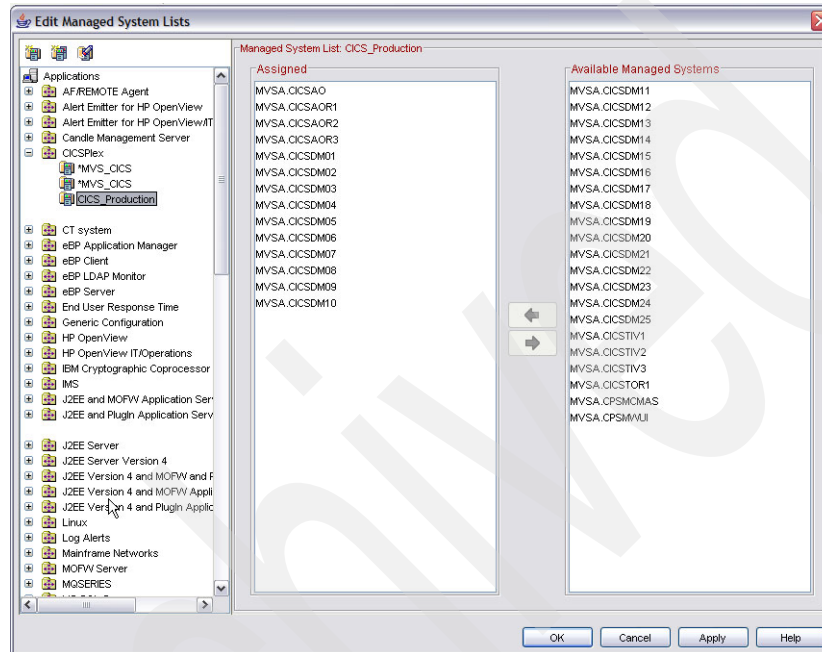 Edit Managed System Lists
Applications
AF/REMOTE Agent
Alert Emitter for HP OpenView
Alert Emitter for HP OpenView/IT
Candle Management Server
CICSPlex
*MVS_CICS
*MVS_CICS
CICS_Production
CT system
eBP Application Manager
eBP Client
eBP LDAP Monitor
eBP Server
End User Response Time
Generic Configuration
HP OpenView
HP OpenView IT/Operations
IBM Cryptographic Coprocessor
IMS
J2EE and MOFW Application Ser
J2EE and PlugIn Application Serv
J2EE Server
J2EE Server Version 4
J2EE Version 4 and MOFW and P
J2EE Version 4 and MOFW Appli
J2EE Version 4 and PlugIn Applic
Linux
Log Alerts
Mainframe Networks
MOFW Server
MQSERIES
Managed System List: CICS_Production
Assigned
MVSA.CICSAO
MVSA.CICSAOR1
MVSA.CICSAOR2
MVSA.CICSAOR3
MVSA.CICSDM01
MVSA.CICSDM02
MVSA.CICSDM03
MVSA.CICSDM04
MVSA.CICSDM05
MVSA.CICSDM06
MVSA.CICSDM07
MVSA.CICSDM08
MVSA.CICSDM09
MVSA.CICSDM10
Available Managed Systems
MVSA.CICSDM11
MVSA.CICSDM12
MVSA.CICSDM13
MVSA.CICSDM14
MVSA.CICSDM15
MVSA.CICSDM16
MVSA.CICSDM17
MVSA.CICSDM18
MVSA.CICSDM19
MVSA.CICSDM20
MVSA.CICSDM21
MVSA.CICSDM22
MVSA.CICSDM23
MVSA.CICSDM24
MVSA.CICSDM25
MVSA.CICSTIV1
MVSA.CICSTIV2
MVSA.CICSTIV3
MVSA.CICSTOR1
MVSA.CPSMCMAS
MVSA.CPSMWUI
OK Cancel Apply Help